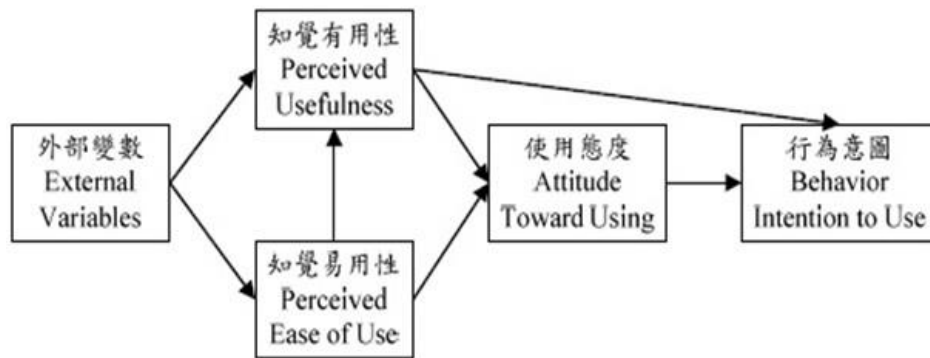 知覺有用性
Perceived
Usefulness
外部變數
External
Variables
使用態度
Attitude
Toward Using
行為意圖
Behavior
Intention to Use
知覺易用性
Perceived
Ease of Use